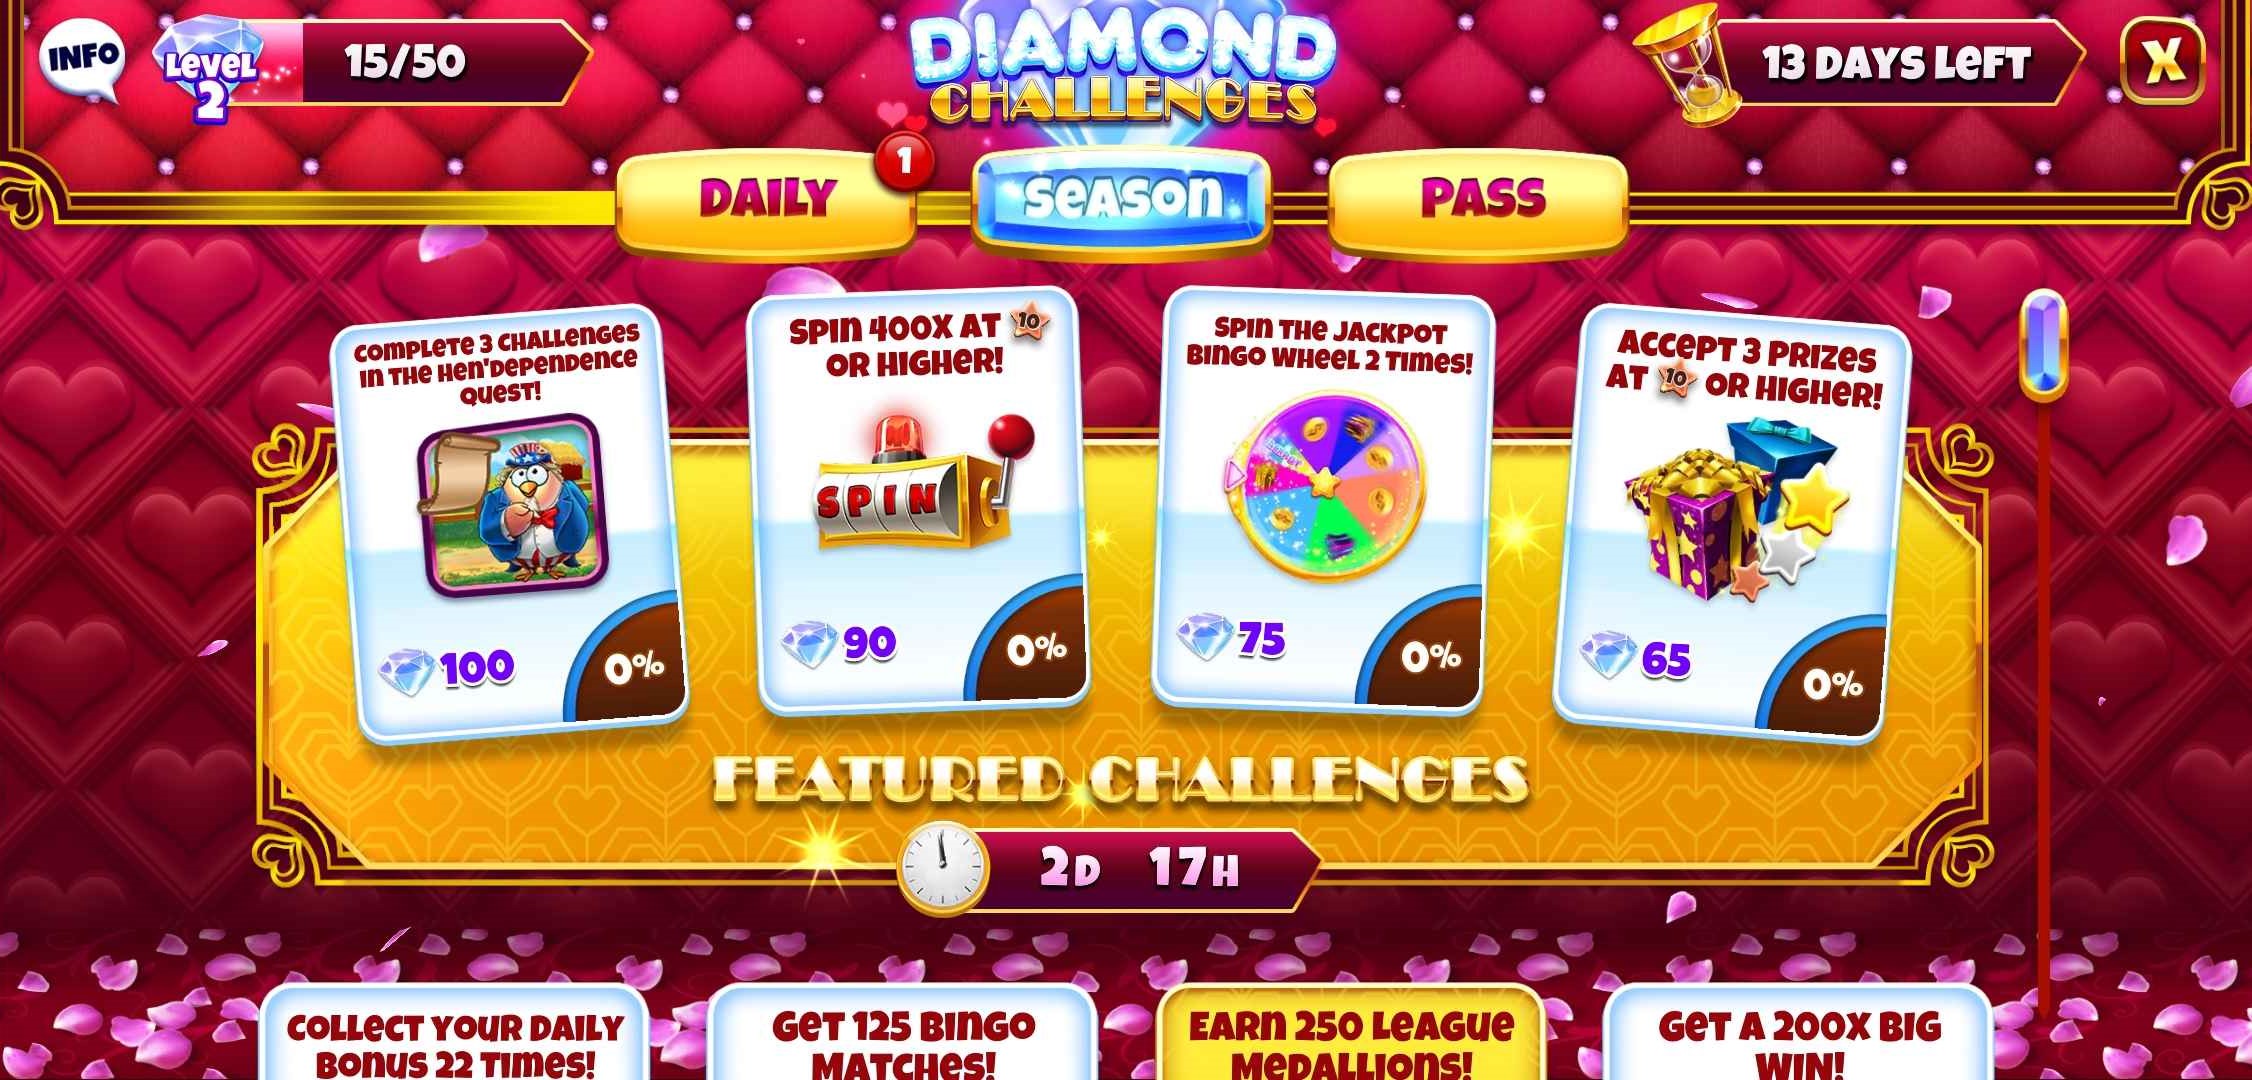 INFO
LEVEL
2
15/50
DIAMOND
CHALLENGES
13 DAYS LEFT
X
DAILY
1
SEASON
PASS
COMPLETE 3 CHALLENGES
IN THE HEN'DEPENDENCE
QUEST!
100
0%
SPIN 400X AT 10
OR HIGHER!
SPIN
90
0%
SPIN THE JACKPOT
BINGO WHEEL 2 TIMES!
JACKPOT
75
0%
ACCEPT 3 PRIZES
AT 10 OR HIGHER!
65
0%
FEATURED CHALLENGES
2D 17H
COLLECT YOUR DAILY
BONUS 22 TIMES!
GET 125 BINGO
MATCHES!
EARN 250 LEAGUE
MEDALLIONS!
GET A 200X BIG
WIN!